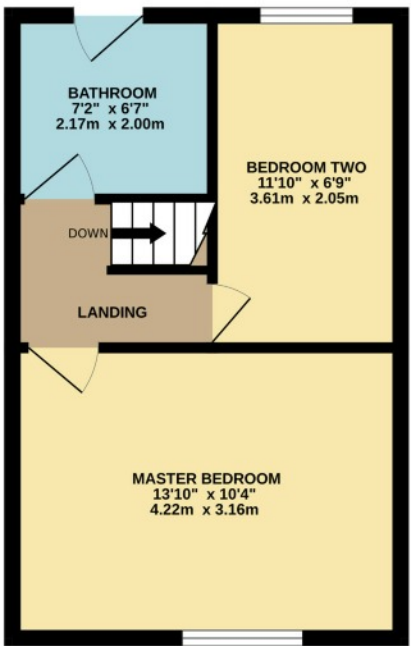 BATHROOM
7'2" x 6'7"
2.17m x 2.00m
BEDROOM TWO
11'10" x 6'9"
3.61m x 2.05m
DOWN
LANDING
MASTER BEDROOM
13'10" x 10'4"
4.22m x 3.16m